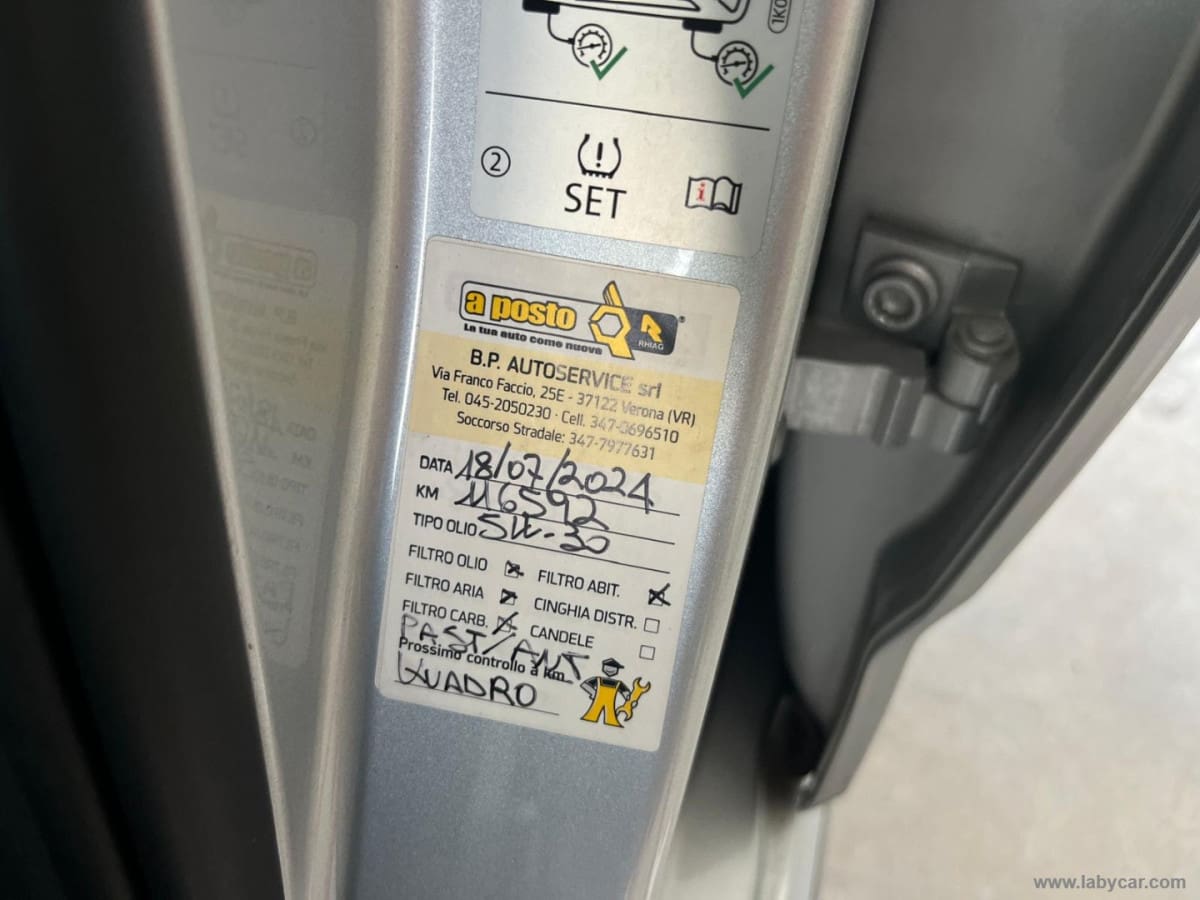 1K0
2
SET
i
a posto
La tua auto come nuova
RHIAG
B.P. AUTOSERVICE srl
Via Franco Faccio, 25E - 37122 Verona (VR)
Tel. 045-2050230 · Cell. 347-0696510
Soccorso Stradale: 347-7977631
DATA 18/07/2024
KM 116592
TIPO OLIO 5W-30
FILTRO OLIO FILTRO ABIT.
FILTRO ARIA CINGHIA DISTR.
FILTRO CARB. CANDELE
PAST/ANT
Prossimo controllo a km
QUADRO
www.labycar.com